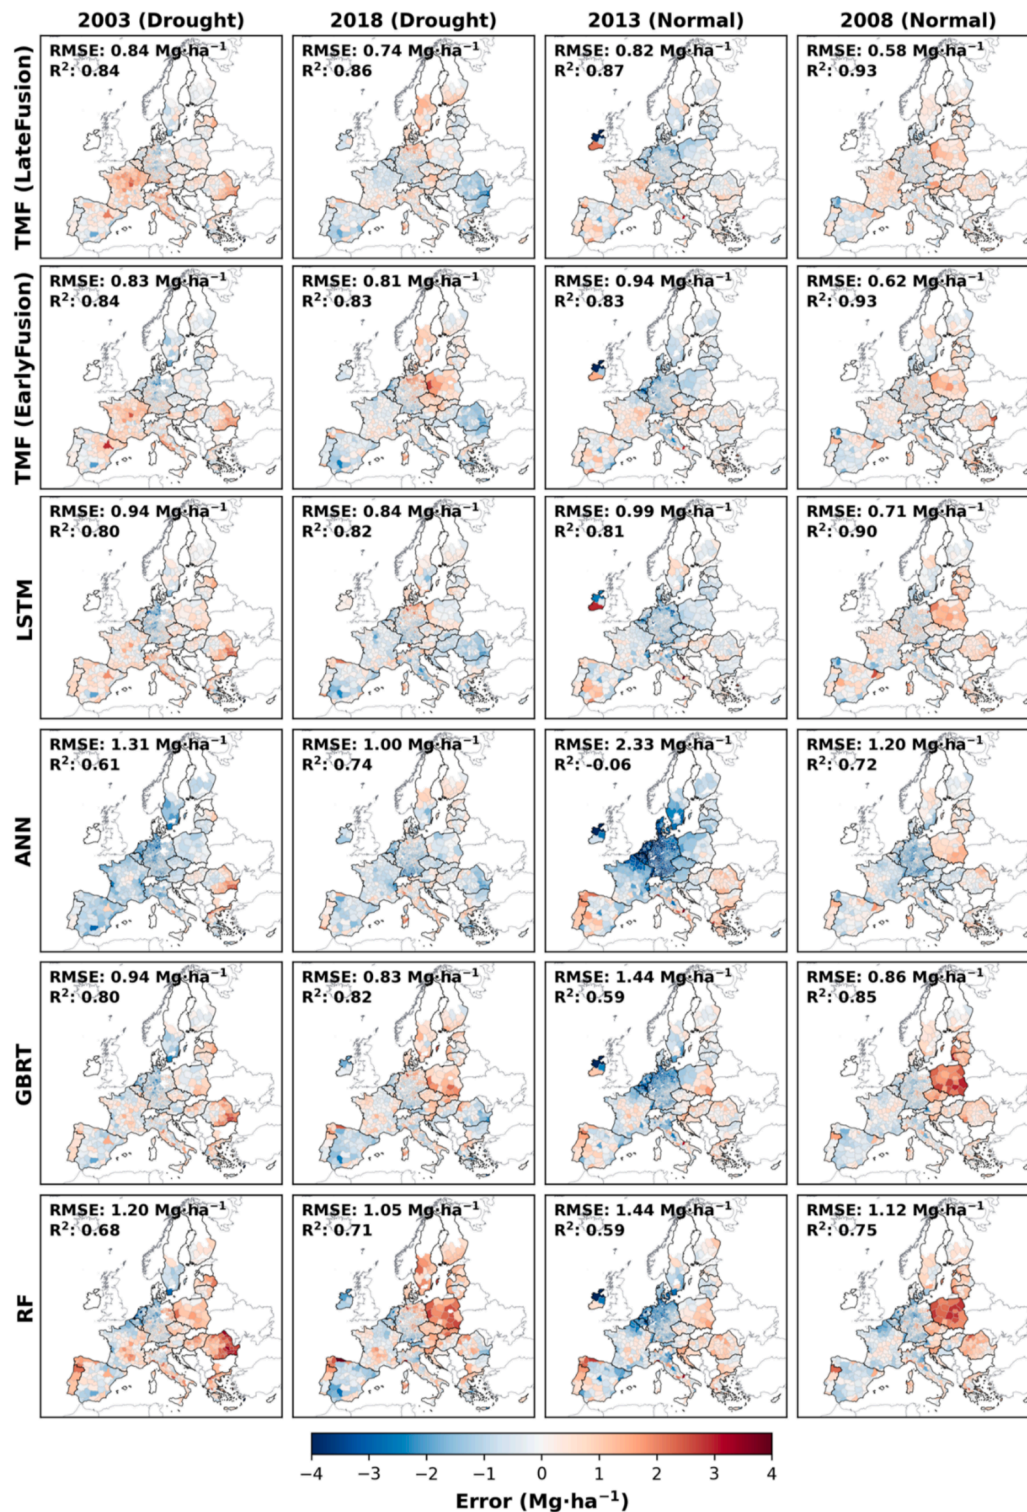 2003 (Drought) 2018 (Drought) 2013 (Normal) 2008 (Normal)
TMF (LateFusion)
RMSE: 0.84 Mg·ha⁻¹ RMSE: 0.74 Mg·ha⁻¹ RMSE: 0.82 Mg·ha⁻¹ RMSE: 0.58 Mg·ha⁻¹
R²: 0.84 R²: 0.86 R²: 0.87 R²: 0.93
TMF (EarlyFusion)
RMSE: 0.83 Mg·ha⁻¹ RMSE: 0.81 Mg·ha⁻¹ RMSE: 0.94 Mg·ha⁻¹ RMSE: 0.62 Mg·ha⁻¹
R²: 0.84 R²: 0.83 R²: 0.83 R²: 0.93
LSTM
RMSE: 0.94 Mg·ha⁻¹ RMSE: 0.84 Mg·ha⁻¹ RMSE: 0.99 Mg·ha⁻¹ RMSE: 0.71 Mg·ha⁻¹
R²: 0.80 R²: 0.82 R²: 0.81 R²: 0.90
ANN
RMSE: 1.31 Mg·ha⁻¹ RMSE: 1.00 Mg·ha⁻¹ RMSE: 2.33 Mg·ha⁻¹ RMSE: 1.20 Mg·ha⁻¹
R²: 0.61 R²: 0.74 R²: -0.06 R²: 0.72
GBRT
RMSE: 0.94 Mg·ha⁻¹ RMSE: 0.83 Mg·ha⁻¹ RMSE: 1.44 Mg·ha⁻¹ RMSE: 0.86 Mg·ha⁻¹
R²: 0.80 R²: 0.82 R²: 0.59 R²: 0.85
RF
RMSE: 1.20 Mg·ha⁻¹ RMSE: 1.05 Mg·ha⁻¹ RMSE: 1.44 Mg·ha⁻¹ RMSE: 1.12 Mg·ha⁻¹
R²: 0.68 R²: 0.71 R²: 0.59 R²: 0.75
−4 −3 −2 −1 0 1 2 3 4
Error (Mg·ha⁻¹)